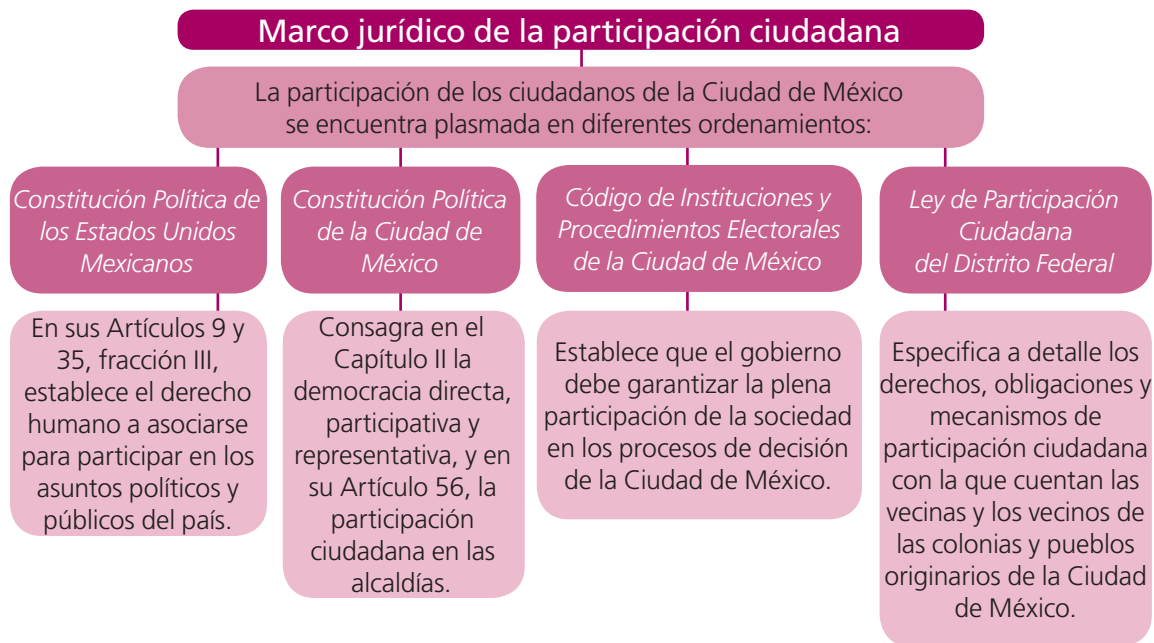 Marco jurídico de la participación ciudadana
La participación de los ciudadanos de la Ciudad de México
se encuentra plasmada en diferentes ordenamientos:
Constitución Política de
los Estados Unidos
Mexicanos
En sus Artículos 9 y
35, fracción III,
establece el derecho
humano a asociarse
para participar en los
asuntos políticos y
públicos del país.
Constitución Política
de la Ciudad de
México
Consagra en el
Capítulo II la
democracia directa,
participativa y
representativa, y en
su Artículo 56, la
participación
ciudadana en las
alcaldías.
Código de Instituciones y
Procedimientos Electorales
de la Ciudad de México
Establece que el gobierno
debe garantizar la plena
participación de la sociedad
en los procesos de decisión
de la Ciudad de México.
Ley de Participación
Ciudadana
del Distrito Federal
Especifica a detalle los
derechos, obligaciones y
mecanismos de
participación ciudadana
con la que cuentan las
vecinas y los vecinos de
las colonias y pueblos
originarios de la Ciudad
de México.